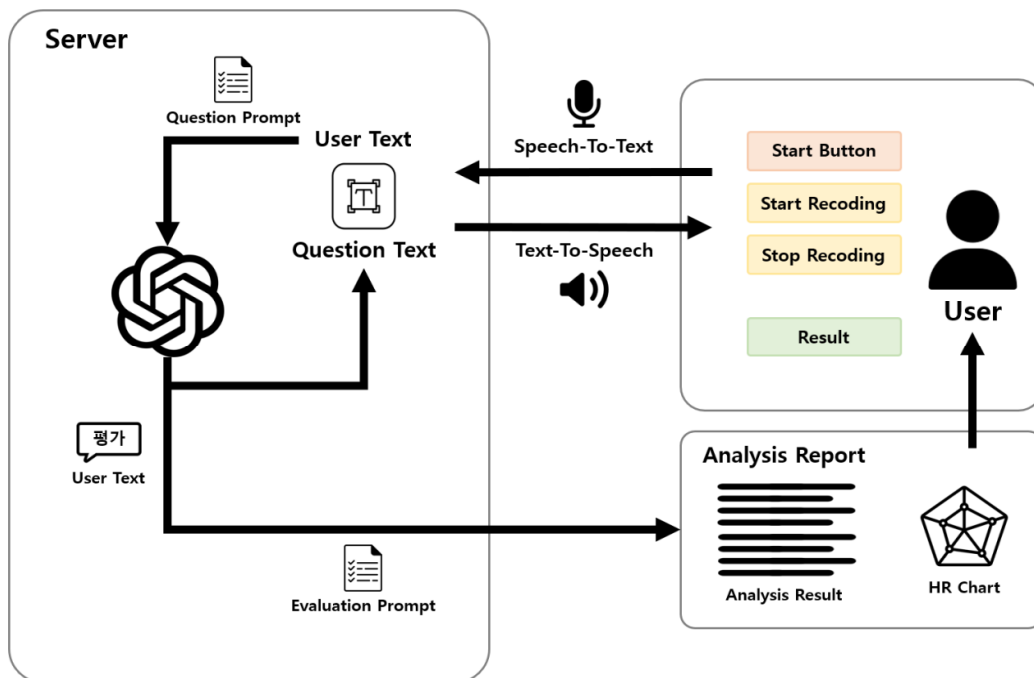 Server
Question Prompt
User Text
T
Question Text
평가
User Text
Evaluation Prompt
Speech-To-Text
Text-To-Speech
Start Button
Start Recoding
Stop Recoding
Result
User
Analysis Report
Analysis Result
HR Chart